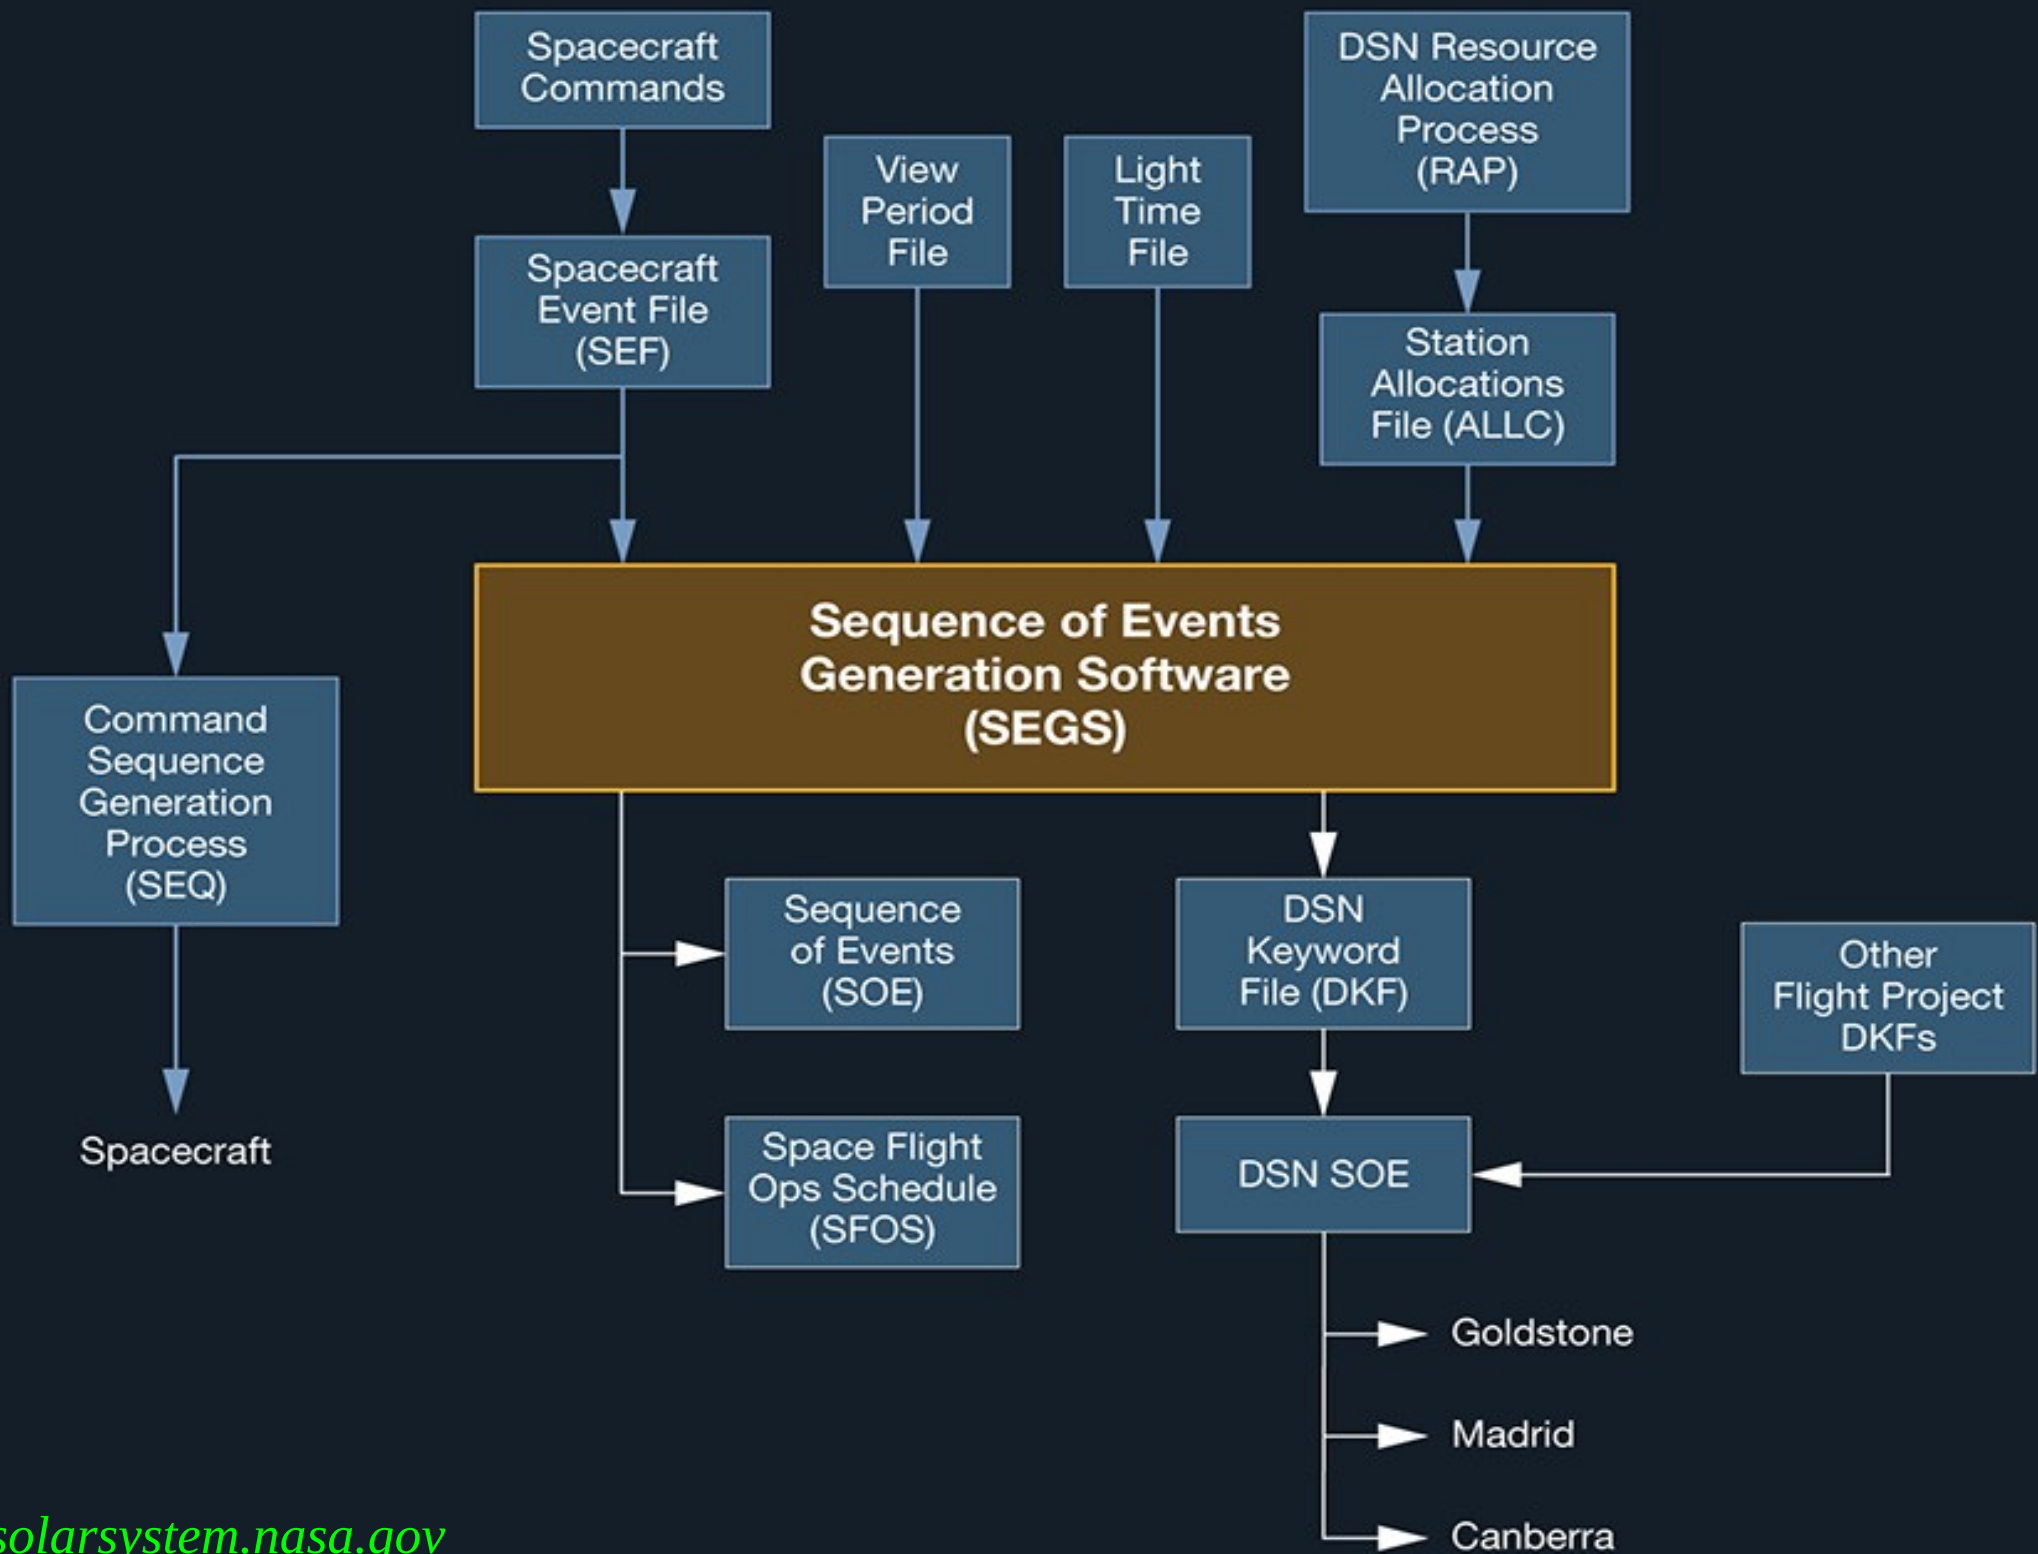 Spacecraft
Commands
DSN Resource
Allocation
Process
(RAP)
View
Period
File
Light
Time
File
Spacecraft
Event File
(SEF)
Station
Allocations
File (ALLC)
Sequence of Events
Generation Software
(SEGS)
Command
Sequence
Generation
Process
(SEQ)
Sequence
of Events
(SOE)
DSN
Keyword
File (DKF)
Other
Flight Project
DKFs
Spacecraft
Space Flight
Ops Schedule
(SFOS)
DSN SOE
Goldstone
Madrid
Canberra
solarsystem.nasa.gov